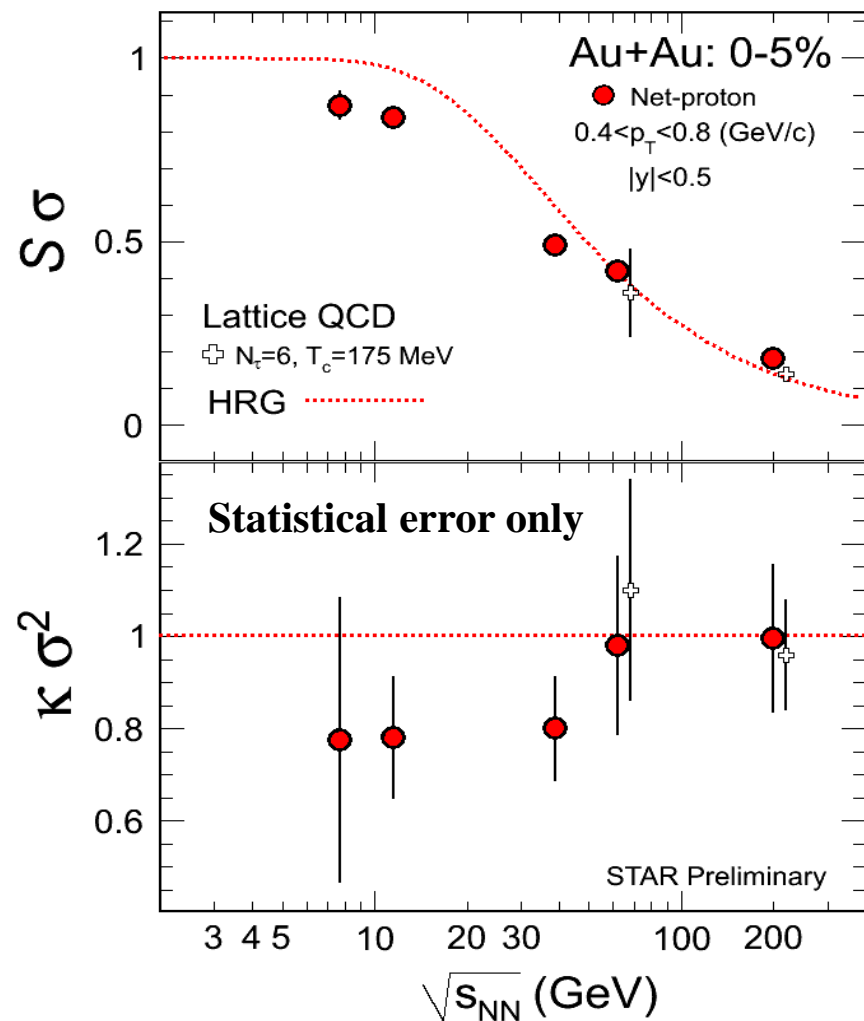 Au+Au: 0-5%
Net-proton
0.4<p_T<0.8 (GeV/c)
|y|<0.5
S σ
1
0.5
0
Lattice QCD
N_τ=6, T_c=175 MeV
HRG
Statistical error only
κ σ²
1.2
1
0.8
0.6
STAR Preliminary
3 4 5 10 20 30 100 200
√s_NN (GeV)